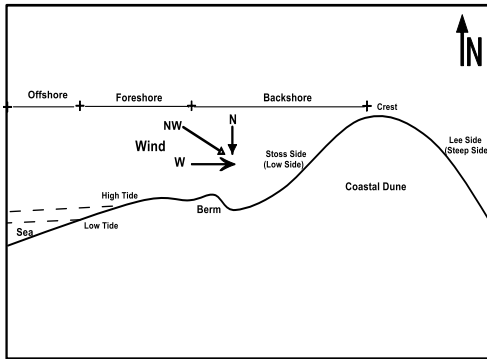 N
Offshore
Foreshore
Backshore
Crest
NW
N
Wind
W
Stoss Side
(Low Side)
Lee Side
(Steep Side
Coastal Dune
High Tide
Berm
Low Tide
Sea